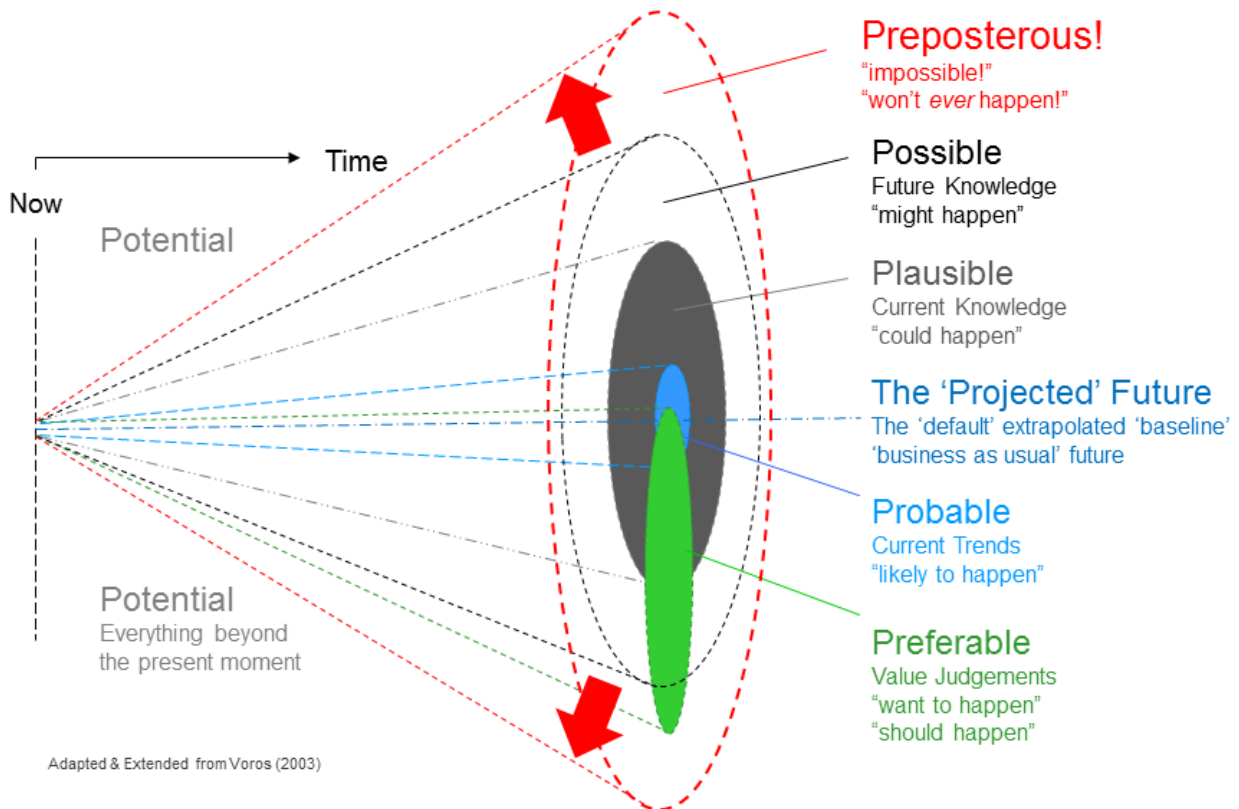 Preposterous!
“impossible!”
“won’t ever happen!”
Time
Now
Potential
Possible
Future Knowledge
“might happen”
Plausible
Current Knowledge
“could happen”
The ‘Projected’ Future
The ‘default’ extrapolated ‘baseline’
‘business as usual’ future
Probable
Current Trends
“likely to happen”
Potential
Everything beyond
the present moment
Preferable
Value Judgements
“want to happen”
“should happen”
Adapted & Extended from Voros (2003)